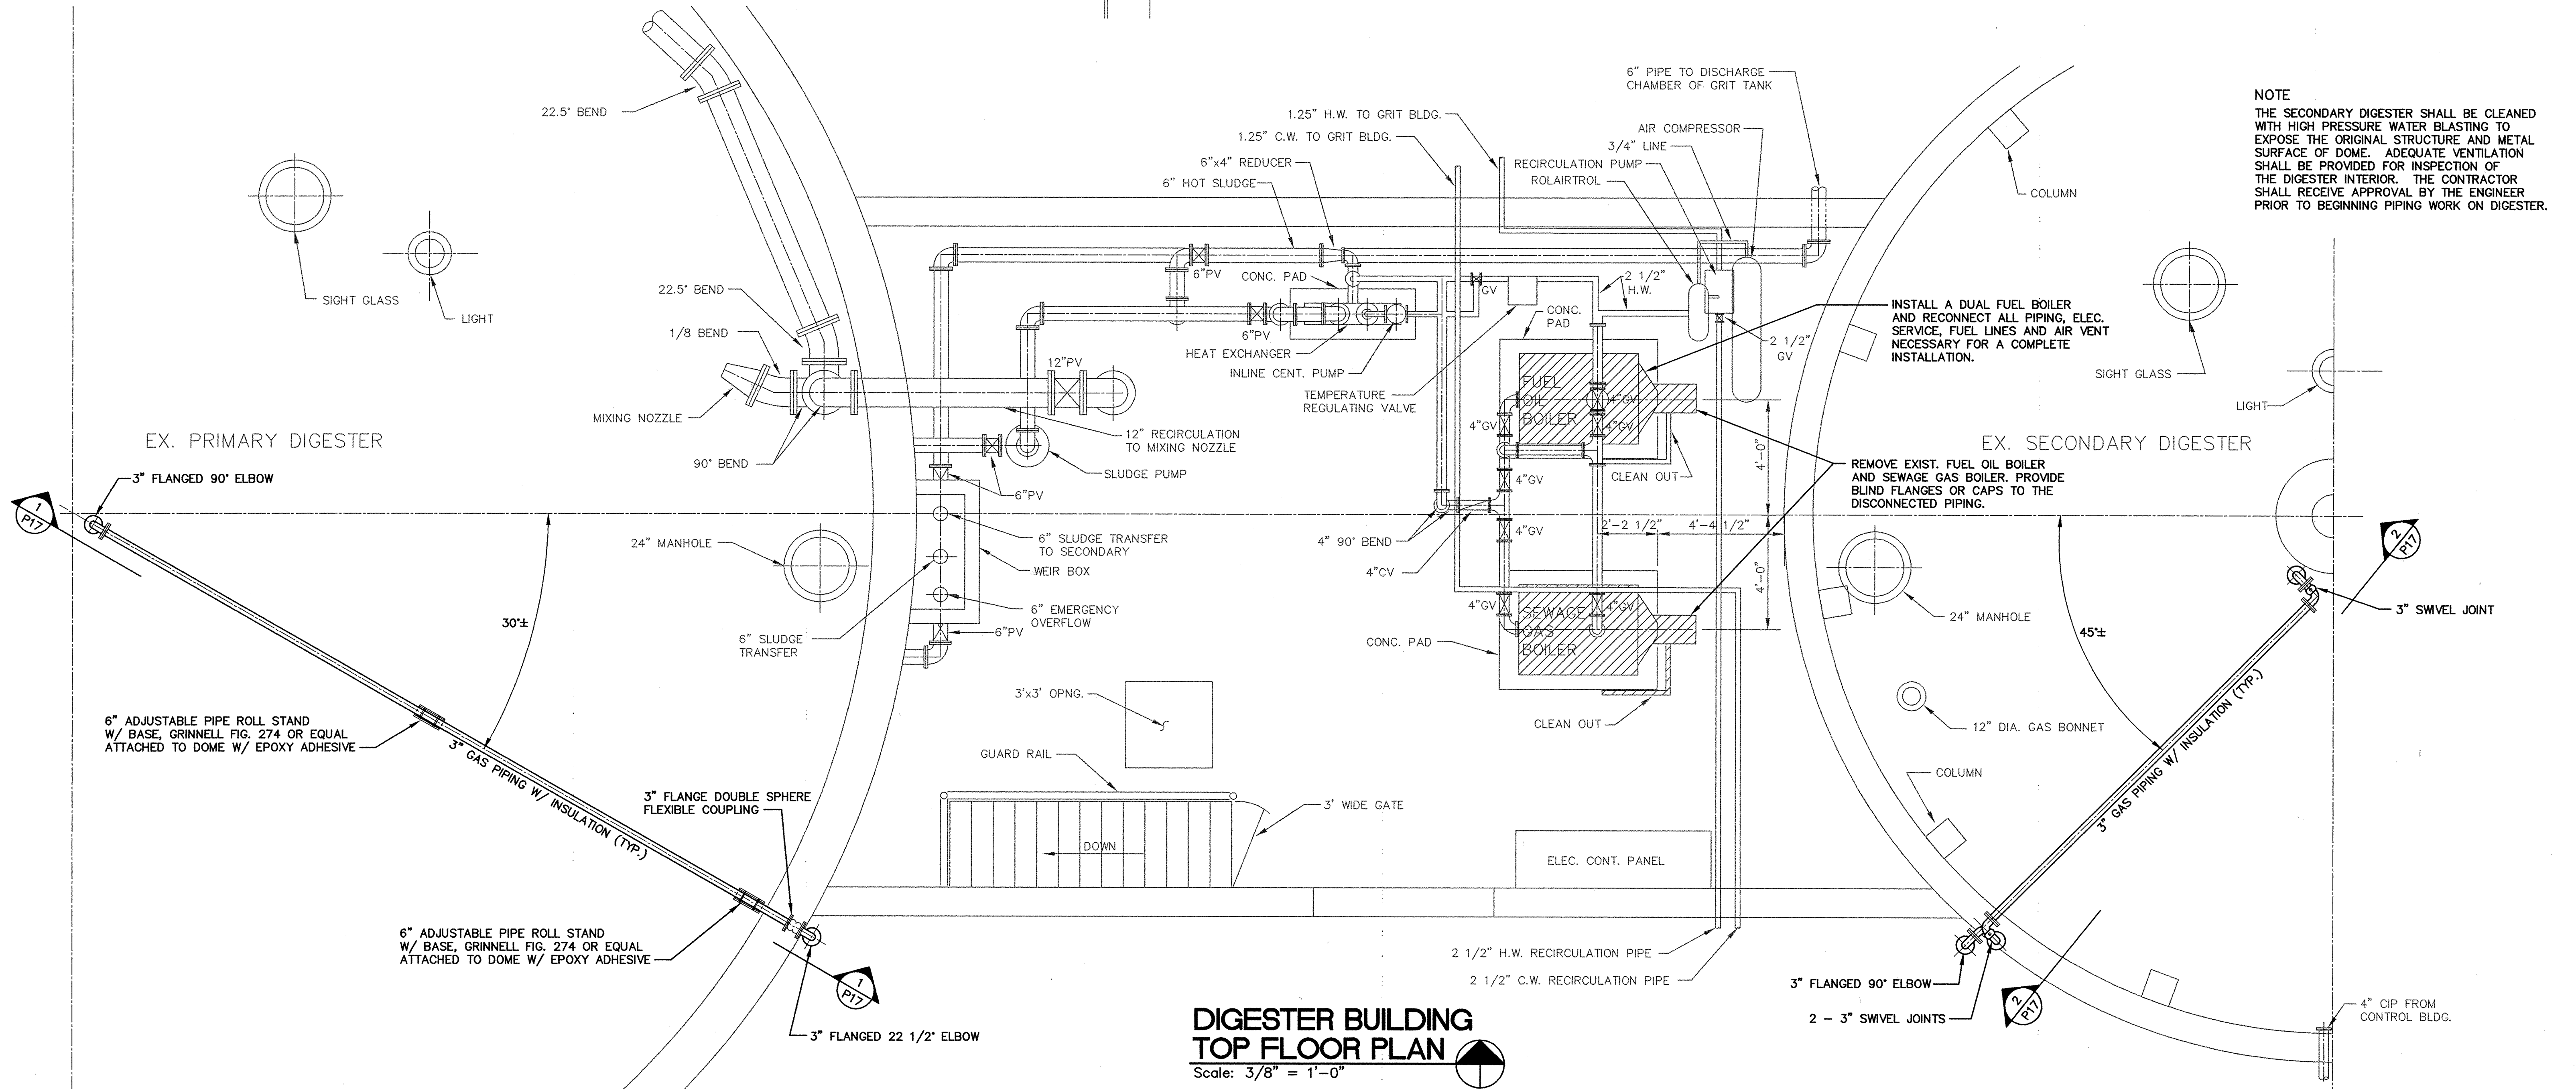 6" PIPE TO DISCHARGE
CHAMBER OF GRIT TANK
NOTE
THE SECONDARY DIGESTER SHALL BE CLEANED
WITH HIGH PRESSURE WATER BLASTING TO
EXPOSE THE ORIGINAL STRUCTURE AND METAL
SURFACE OF DOME. ADEQUATE VENTILATION
SHALL BE PROVIDED FOR INSPECTION OF
THE DIGESTER INTERIOR. THE CONTRACTOR
SHALL RECEIVE APPROVAL BY THE ENGINEER
PRIOR TO BEGINNING PIPING WORK ON DIGESTER.
22.5° BEND
1.25" H.W. TO GRIT BLDG.
1.25" C.W. TO GRIT BLDG.
AIR COMPRESSOR
3/4" LINE
6"x4" REDUCER
RECIRCULATION PUMP
6" HOT SLUDGE
ROLAIRTROL
COLUMN
SIGHT GLASS
LIGHT
6"PV
CONC. PAD
GV
2 1/2"
H.W.
22.5° BEND
1/8 BEND
6"PV
CONC.
PAD
INSTALL A DUAL FUEL BOILER
AND RECONNECT ALL PIPING, ELEC.
SERVICE, FUEL LINES AND AIR VENT
NECESSARY FOR A COMPLETE
INSTALLATION.
HEAT EXCHANGER
2 1/2"
GV
12"PV
INLINE CENT. PUMP
SIGHT GLASS
TEMPERATURE
REGULATING VALVE
FUEL
OIL
BOILER
4"GV
4"GV
4"GV
LIGHT
MIXING NOZZLE
EX. PRIMARY DIGESTER
12" RECIRCULATION
TO MIXING NOZZLE
4'-0"
EX. SECONDARY DIGESTER
90° BEND
SLUDGE PUMP
3" FLANGED 90° ELBOW
CLEAN OUT
REMOVE EXIST. FUEL OIL BOILER
AND SEWAGE GAS BOILER. PROVIDE
BLIND FLANGES OR CAPS TO THE
DISCONNECTED PIPING.
4"GV
6"PV
1
P17
2'-2 1/2"
4'-4 1/2"
4"GV
4" 90° BEND
24" MANHOLE
6" SLUDGE TRANSFER
TO SECONDARY
2
P17
WEIR BOX
4"CV
4'-0"
6" EMERGENCY
OVERFLOW
4"GV
4"GV
SEWAGE
GAS
BOILER
3" SWIVEL JOINT
24" MANHOLE
30°±
6"PV
45°±
6" SLUDGE
TRANSFER
CONC. PAD
3'x3' OPNG.
CLEAN OUT
12" DIA. GAS BONNET
6" ADJUSTABLE PIPE ROLL STAND
W/ BASE, GRINNELL FIG. 274 OR EQUAL
ATTACHED TO DOME W/ EPOXY ADHESIVE
3" GAS PIPING W/ INSULATION (TYP.)
3" GAS PIPING W/ INSULATION (TYP.)
GUARD RAIL
COLUMN
3" FLANGE DOUBLE SPHERE
FLEXIBLE COUPLING
3' WIDE GATE
DOWN
ELEC. CONT. PANEL
6" ADJUSTABLE PIPE ROLL STAND
W/ BASE, GRINNELL FIG. 274 OR EQUAL
ATTACHED TO DOME W/ EPOXY ADHESIVE
2 1/2" H.W. RECIRCULATION PIPE
2 1/2" C.W. RECIRCULATION PIPE
1
P17
3" FLANGED 90° ELBOW
2
P17
2 - 3" SWIVEL JOINTS
4" CIP FROM
CONTROL BLDG.
3" FLANGED 22 1/2° ELBOW
DIGESTER BUILDING
TOP FLOOR PLAN
Scale: 3/8" = 1'-0"